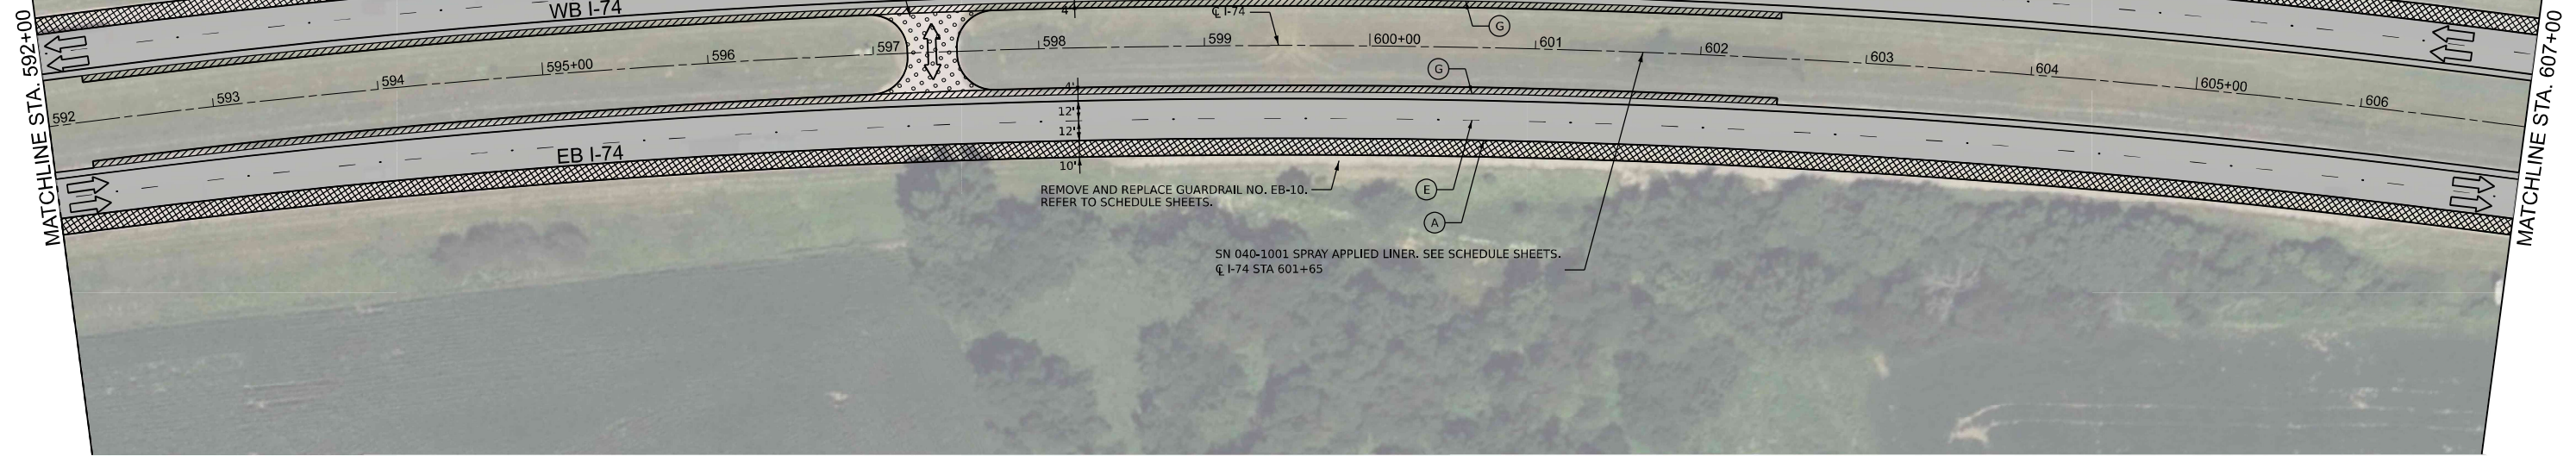 MATCHLINE STA. 592+00
WB I-74
4'
℄ I-74
G
592
593
594
595+00
596
597
598
599
600+00
601
602
603
604
605+00
606
MATCHLINE STA. 607+00
G
4'
12'
12'
10'
EB I-74
REMOVE AND REPLACE GUARDRAIL NO. EB-10.
REFER TO SCHEDULE SHEETS.
E
A
SN 040-1001 SPRAY APPLIED LINER. SEE SCHEDULE SHEETS.
℄ I-74 STA 601+65